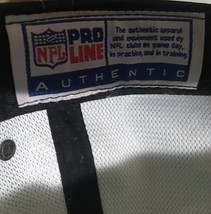 NFL
PRO
LINE
The authentic apparel
and equipment used by
NFL clubs on game day,
in practice, and in training
AUTHENTIC